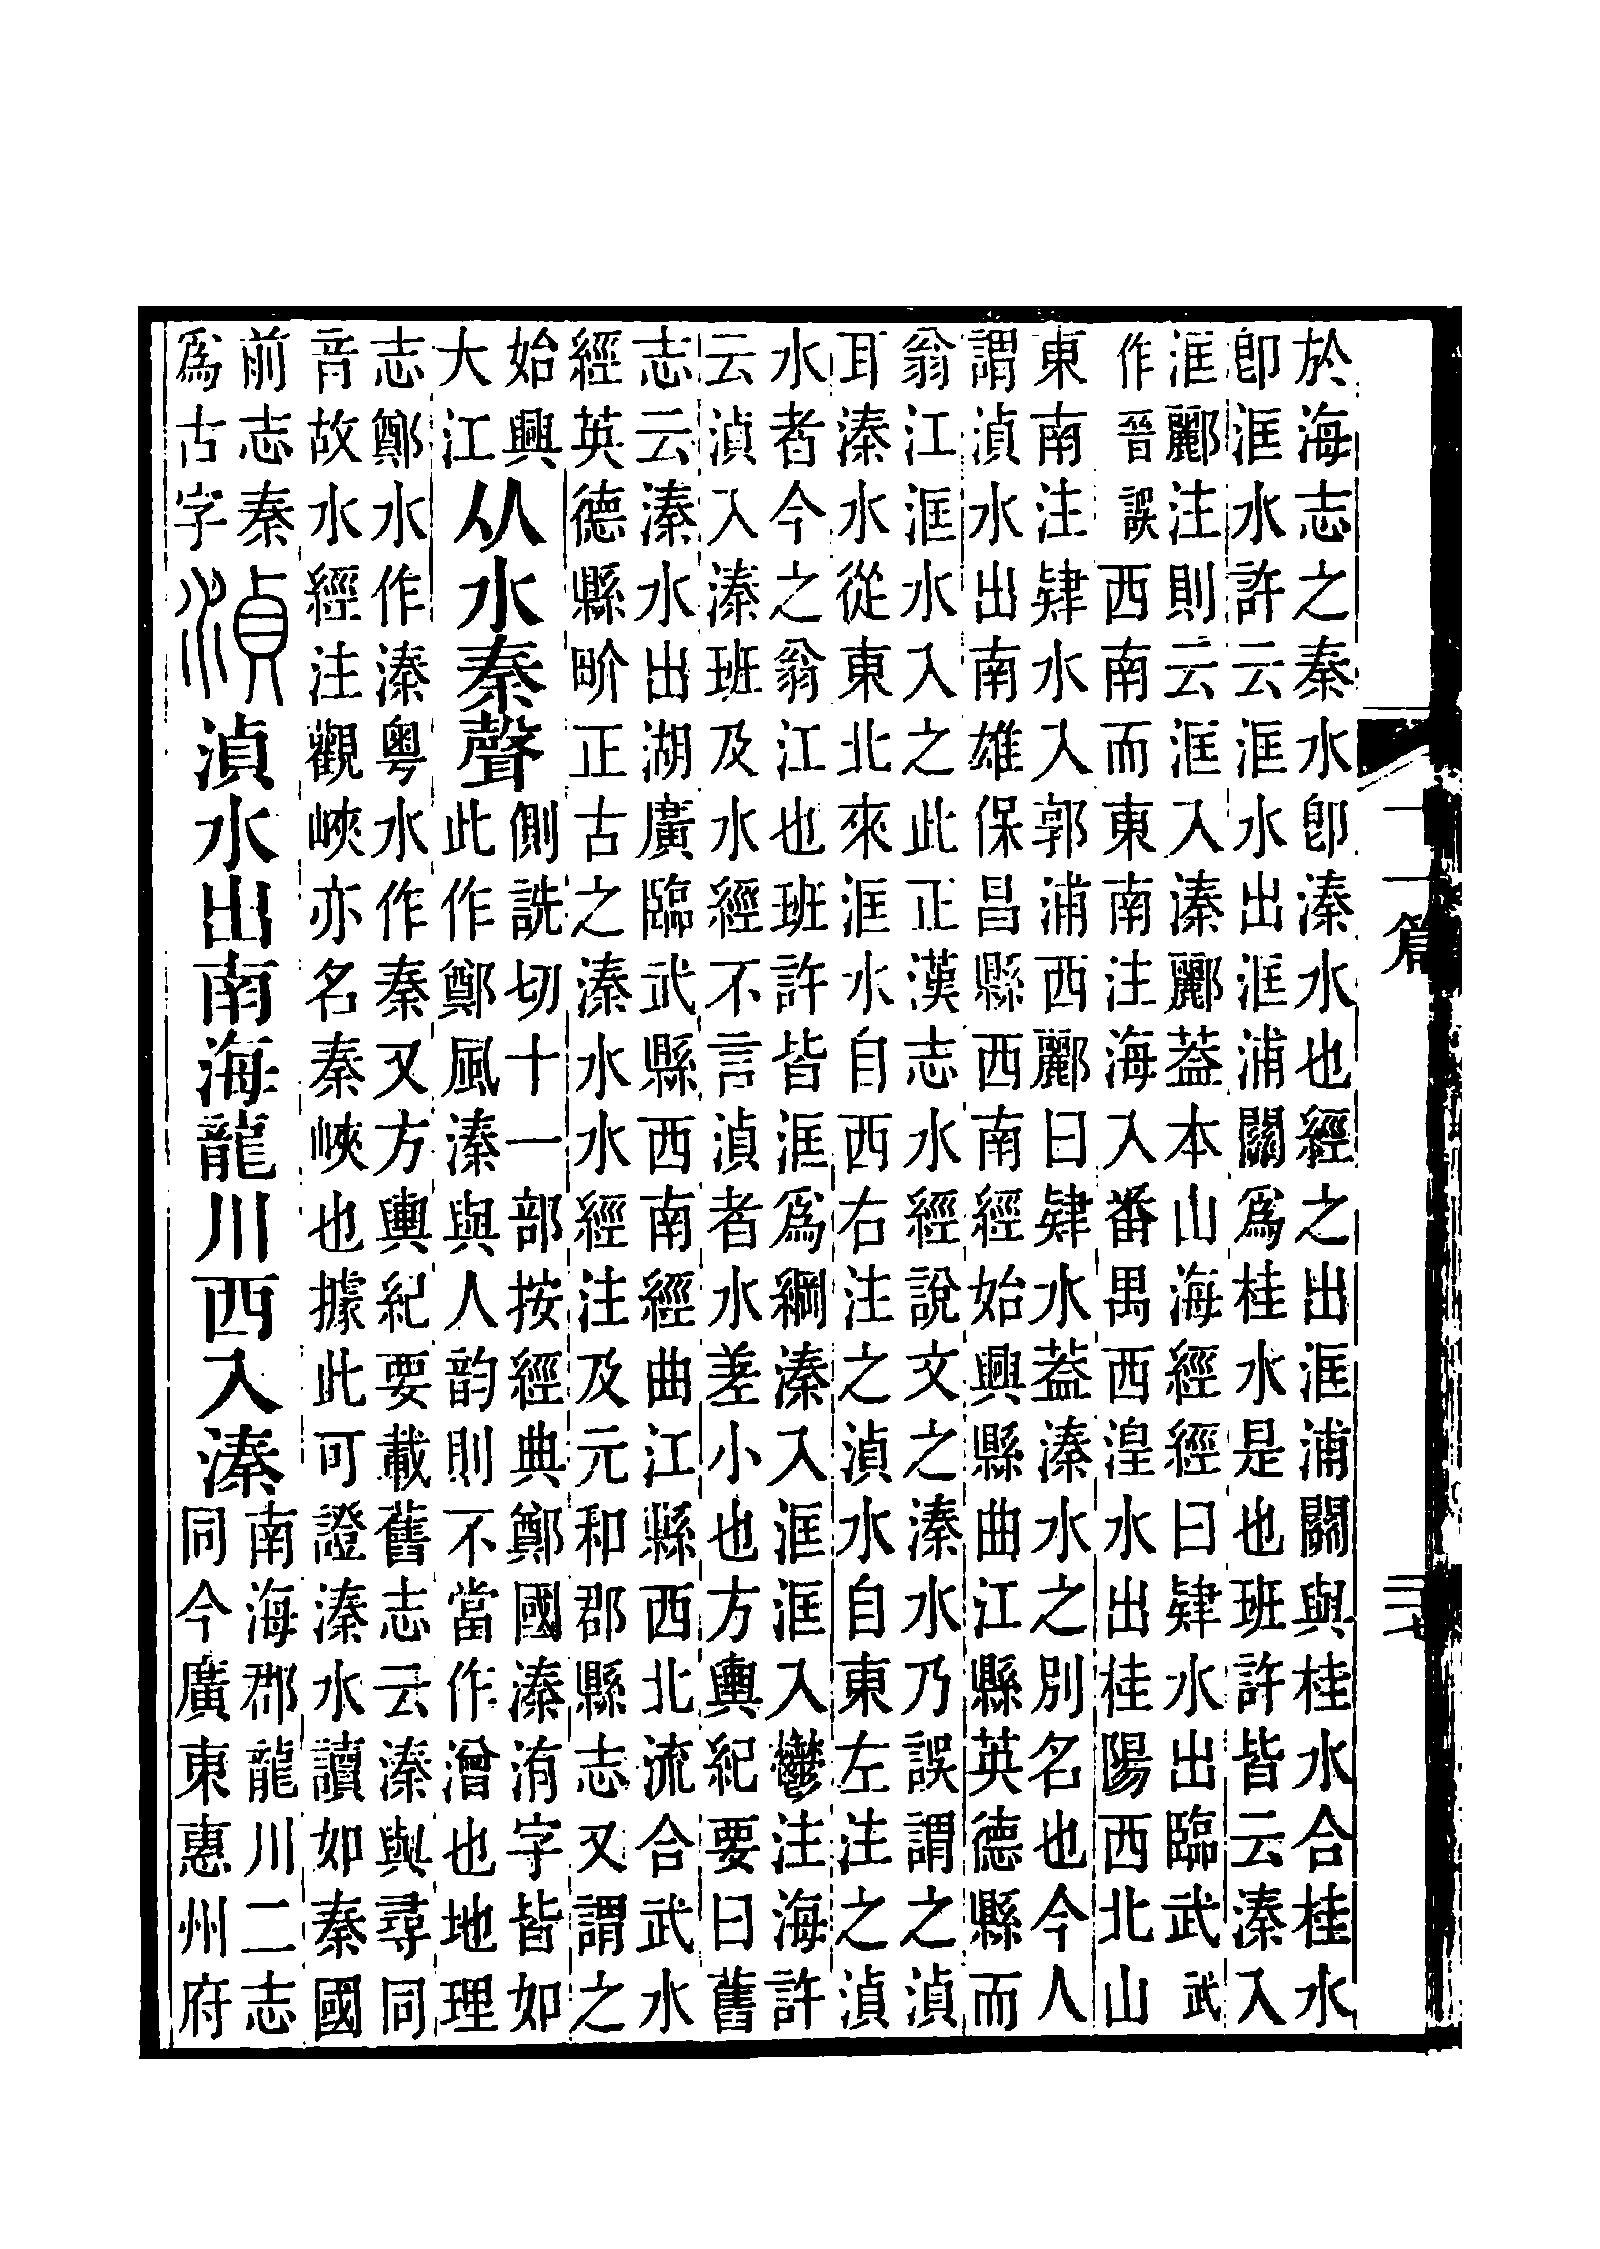 於海志之秦水卽溱水也經之出洭浦關與桂水合桂水
卽洭水許云洭水出洭浦關爲桂水是也班許皆云溱入
洭酈注則云洭入溱酈葢本山海經經曰肄水出臨武武
作晉誤西南而東南注海入番禺西湟水出桂陽西北山
東南注肄水入郭浦西酈曰肄水葢溱水之別名也今人
謂湞水出南雄保昌縣西南經始興縣曲江縣英德縣而
翁江洭水入之此正漢志水經說文之溱水乃誤謂之湞
耳溱水從東北來洭水自西右注之湞水自東左注之湞
水者今之翁江也班許皆洭爲綱溱入洭洭入鬱注海許
云湞入溱班及水經不言湞者水差小也方輿紀要曰舊
志云溱水出湖廣臨武縣西南經曲江縣西北流合武水
經英德縣畍正古之溱水水經注及元和郡縣志又謂之
始興
大江
从水秦聲
側詵切十一部按經典鄭國溱洧字皆如
此作鄭風溱與人韵則不當作潧也地理
志鄭水作溱粵水作秦又方輿紀要載舊志云溱與尋同
音故水經注觀峽亦名秦峽也據此可證溱水讀如秦國
前志秦
爲古字
湞
湞水出南海龍川西入溱
南海郡龍川二志
同今廣東惠州府